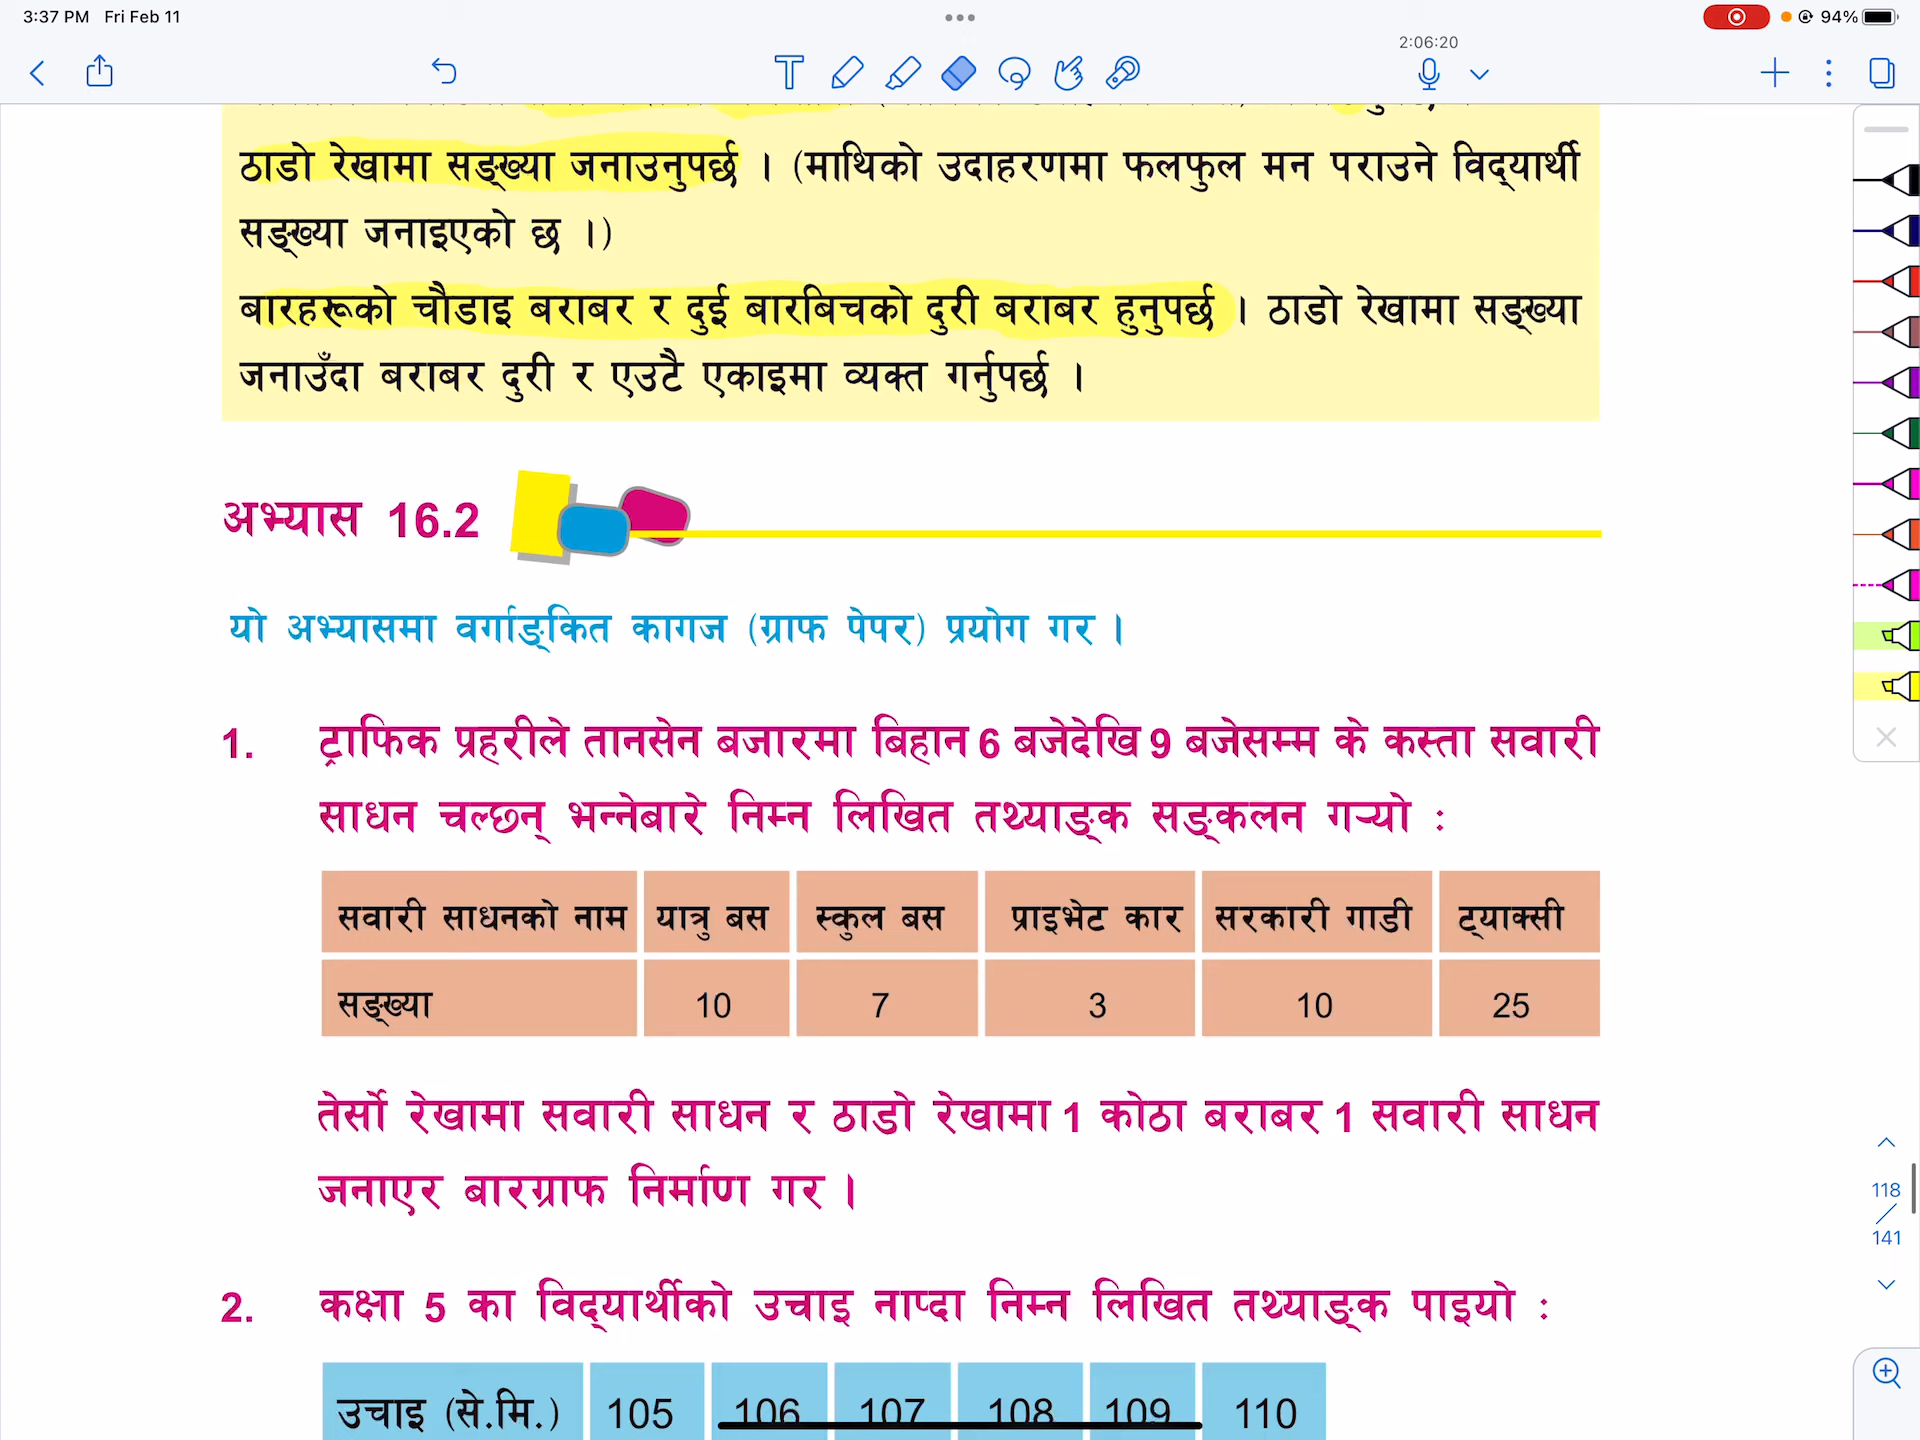 3:37 PM Fri Feb 11
94%
2:06:20
ठाडो रेखामा सङ्ख्या जनाउनुपर्छ । (माथिको उदाहरणमा फलफुल मन पराउने विद्यार्थी
सङ्ख्या जनाइएको छ ।)
बारहरूको चौडाइ बराबर र दुई बारबिचको दुरी बराबर हुनुपर्छ । ठाडो रेखामा सङ्ख्या
जनाउँदा बराबर दुरी र एउटै एकाइमा व्यक्त गर्नुपर्छ ।
अभ्यास 16.2
यो अभ्यासमा वर्गाङ्कित कागज (ग्राफ पेपर) प्रयोग गर ।
1. ट्राफिक प्रहरीले तानसेन बजारमा बिहान 6 बजेदेखि 9 बजेसम्म के कस्ता सवारी
साधन चल्छन् भन्नेबारे निम्न लिखित तथ्याङ्क सङ्कलन गर्‍यो :
सवारी साधनको नाम यात्रु बस स्कुल बस प्राइभेट कार सरकारी गाडी ट्याक्सी
सङ्ख्या 10 7 3 10 25
तेर्सो रेखामा सवारी साधन र ठाडो रेखामा 1 कोठा बराबर 1 सवारी साधन
जनाएर बारग्राफ निर्माण गर ।
118
/
141
2. कक्षा 5 का विद्यार्थीको उचाइ नाप्दा निम्न लिखित तथ्याङ्क पाइयो :
उचाइ (से.मि.) 105 106 107 108 109 110